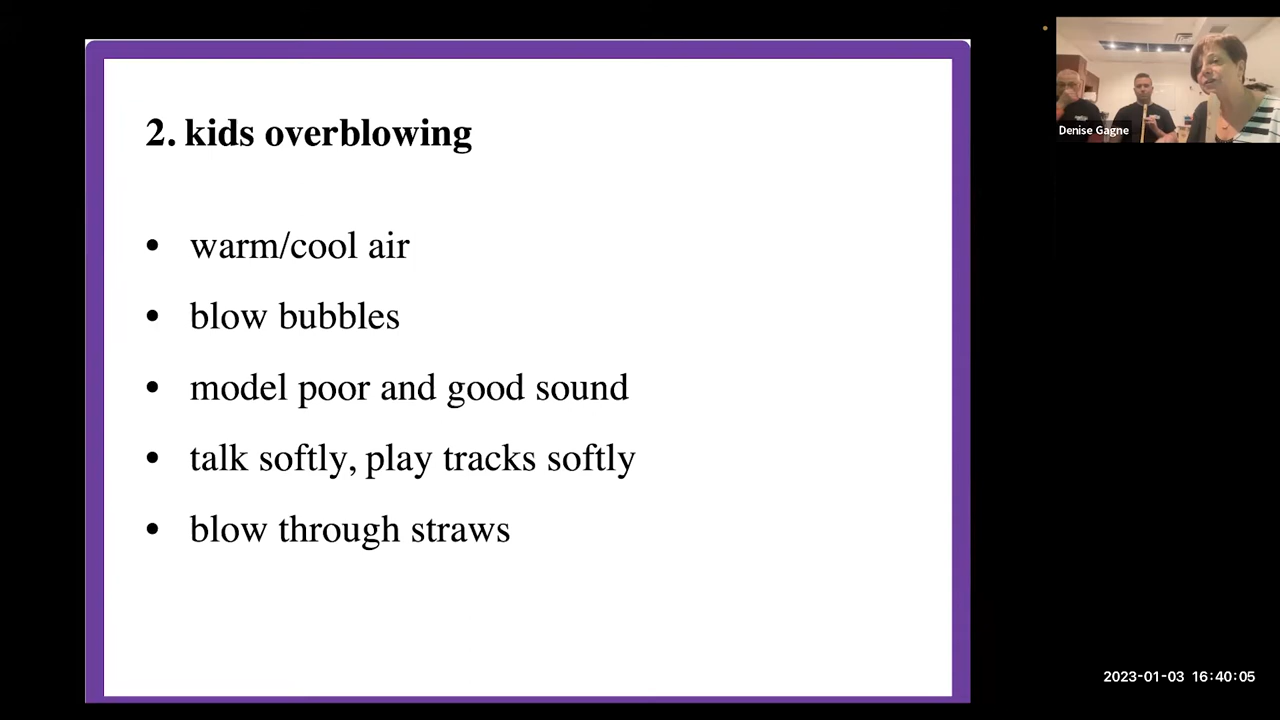 2. kids overblowing
• warm/cool air
• blow bubbles
• model poor and good sound
• talk softly, play tracks softly
• blow through straws
Denise Gagne
2023-01-03 16:40:05